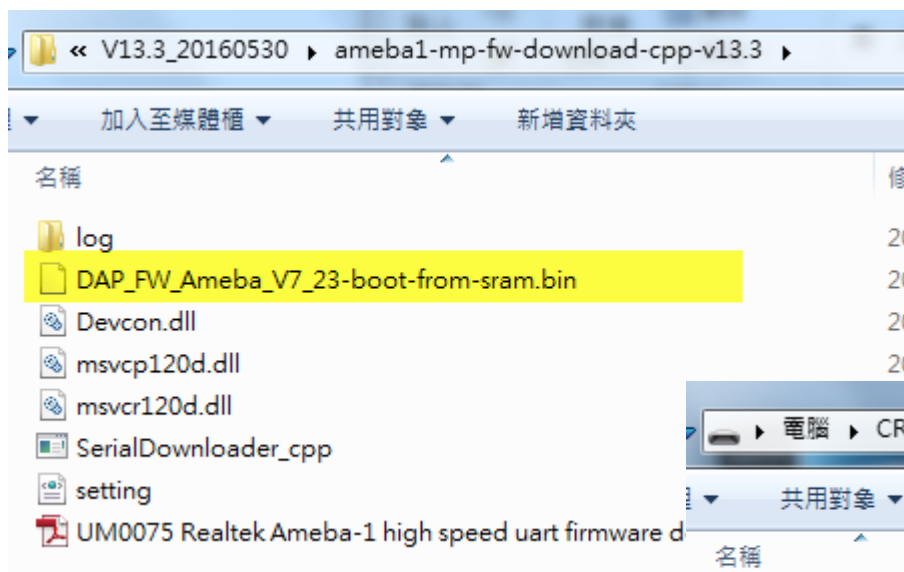 « V13.3_20160530 ▸ ameba1-mp-fw-download-cpp-v13.3 ▸
加入至媒體櫃 ▼ 共用對象 ▼ 新增資料夾
名稱
log
DAP_FW_Ameba_V7_23-boot-from-sram.bin
Devcon.dll
msvcp120d.dll
msvcr120d.dll
SerialDownloader_cpp
setting
UM0075 Realtek Ameba-1 high speed uart firmware d
▸ 電腦 ▸ CR
共用對象 ▼
名稱